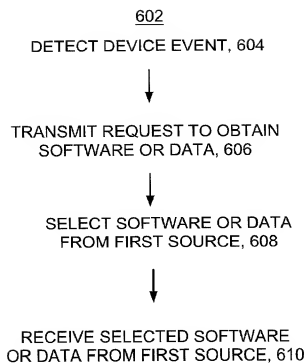 602
DETECT DEVICE EVENT, 604
TRANSMIT REQUEST TO OBTAIN
SOFTWARE OR DATA, 606
SELECT SOFTWARE OR DATA
FROM FIRST SOURCE, 608
RECEIVE SELECTED SOFTWARE
OR DATA FROM FIRST SOURCE, 610